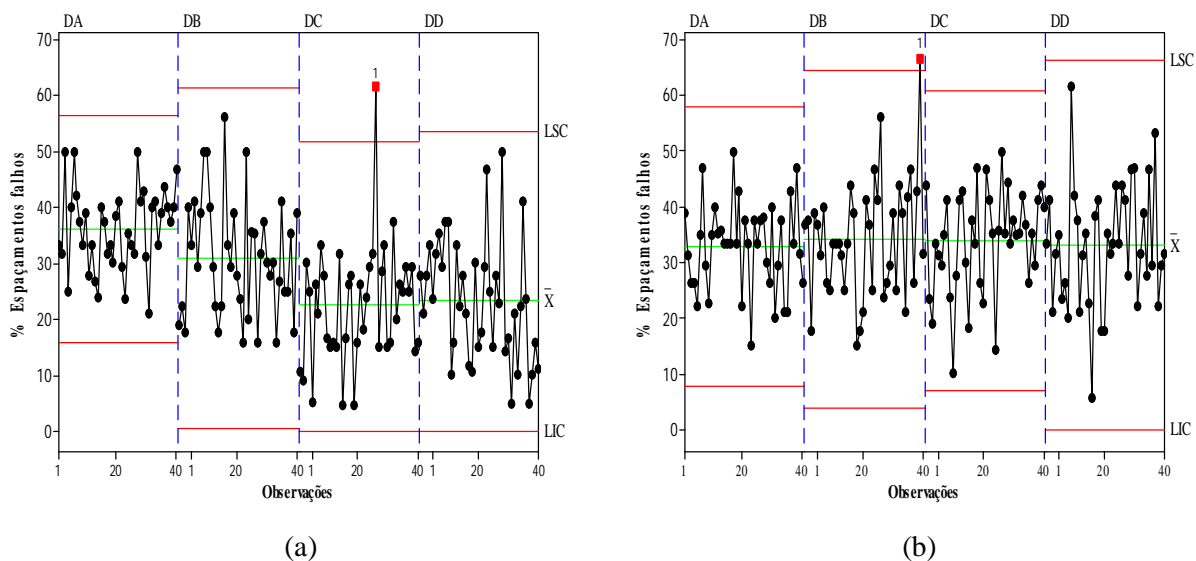 DA DB DC DD
70
60
50
40
30
20
10
0
% Espaçamentos falhos
1
LSC
X̄
LIC
1 20 40 1 20 40 1 20 40 1 20 40
Observações
(a)
DA DB DC DD
70
60
50
40
30
20
10
0
% Espaçamentos falhos
1
LSC
X̄
LIC
1 20 40 1 20 40 1 20 40 1 20 40
Observações
(b)